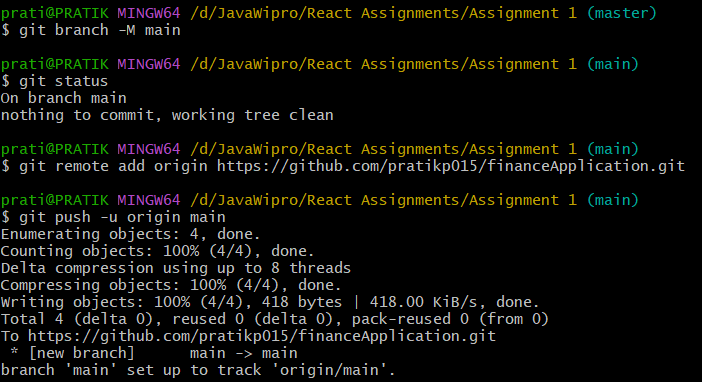 prati@PRATIK MINGW64 /d/JavaWipro/React Assignments/Assignment 1 (master)
$ git branch -M main
prati@PRATIK MINGW64 /d/JavaWipro/React Assignments/Assignment 1 (main)
$ git status
On branch main
nothing to commit, working tree clean
prati@PRATIK MINGW64 /d/JavaWipro/React Assignments/Assignment 1 (main)
$ git remote add origin https://github.com/pratikp015/financeApplication.git
prati@PRATIK MINGW64 /d/JavaWipro/React Assignments/Assignment 1 (main)
$ git push -u origin main
Enumerating objects: 4, done.
Counting objects: 100% (4/4), done.
Delta compression using up to 8 threads
Compressing objects: 100% (4/4), done.
Writing objects: 100% (4/4), 418 bytes | 418.00 KiB/s, done.
Total 4 (delta 0), reused 0 (delta 0), pack-reused 0 (from 0)
To https://github.com/pratikp015/financeApplication.git
 * [new branch]      main -> main
branch 'main' set up to track 'origin/main'.